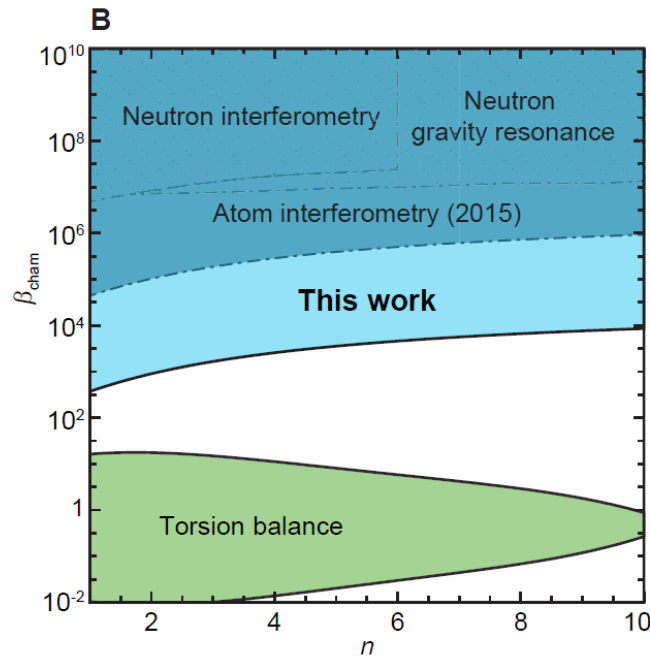 B
10^10
10^8
10^6
10^4
10^2
1
10^-2
β_cham
Neutron interferometry
Neutron
gravity resonance
Atom interferometry (2015)
This work
Torsion balance
2
4
6
8
10
n